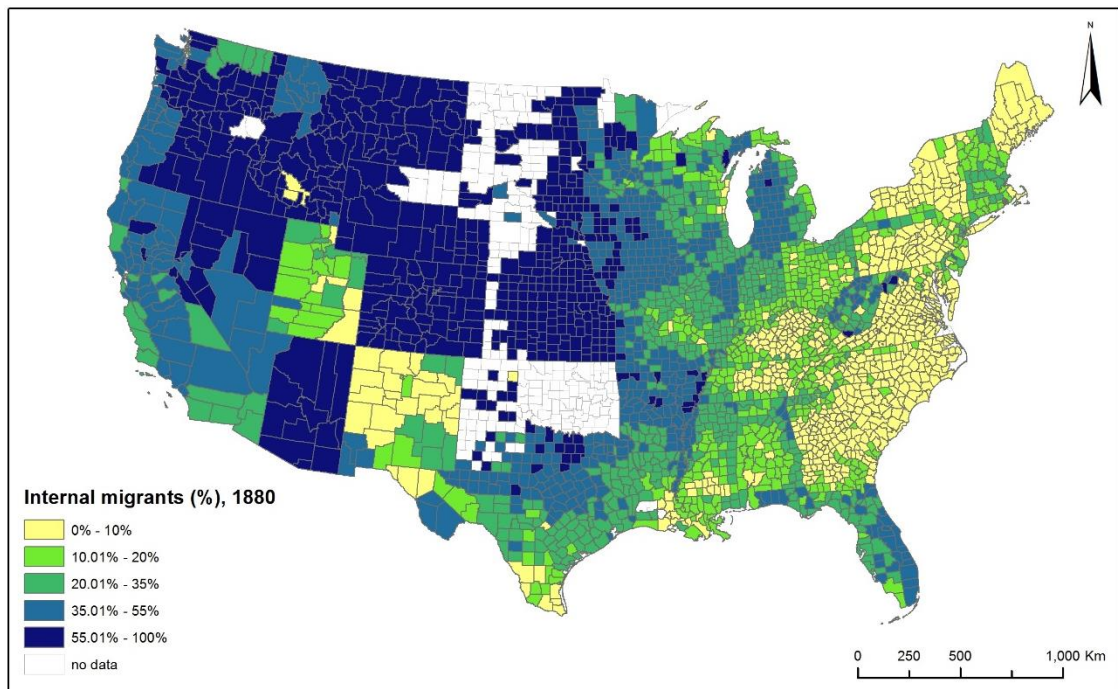 N
Internal migrants (%), 1880
0% - 10%
10.01% - 20%
20.01% - 35%
35.01% - 55%
55.01% - 100%
no data
0 250 500 1,000 Km